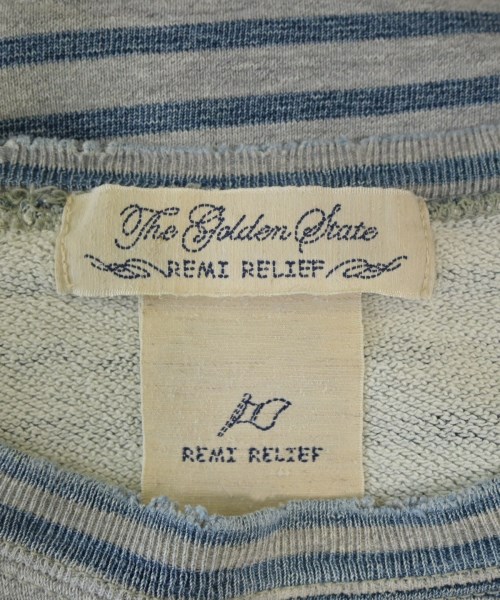 The Golden State
REMI RELIEF
REMI RELIEF